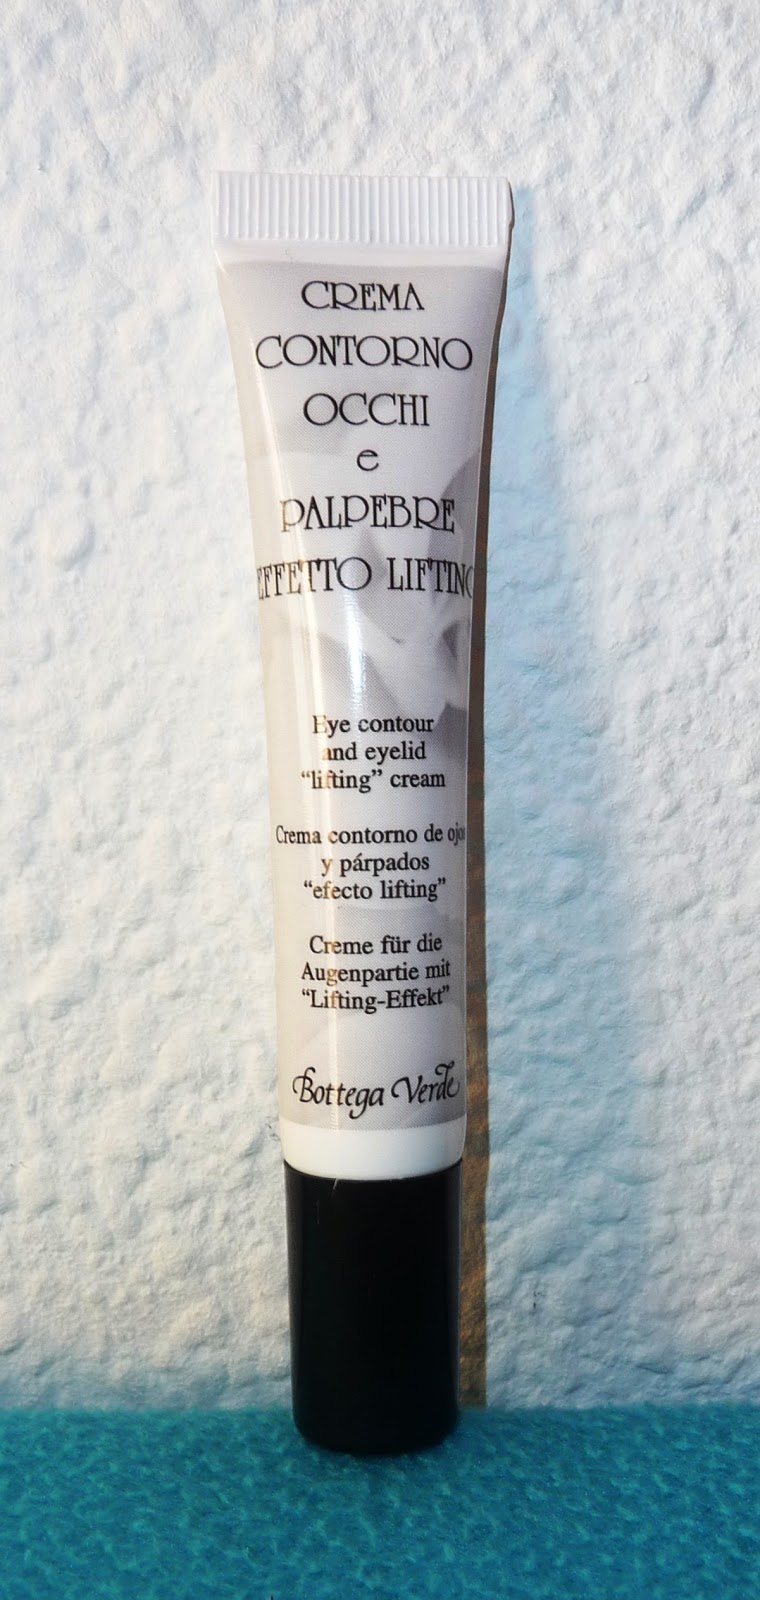 CREMA
CONTORNO
OCCHI
e
PALPEBRE
EFFETTO LIFTING
Eye contour
and eyelid
“lifting” cream
Crema contorno de ojos
y párpados
“efecto lifting”
Creme für die
Augenpartie mit
“Lifting-Effekt”
Bottega Verde